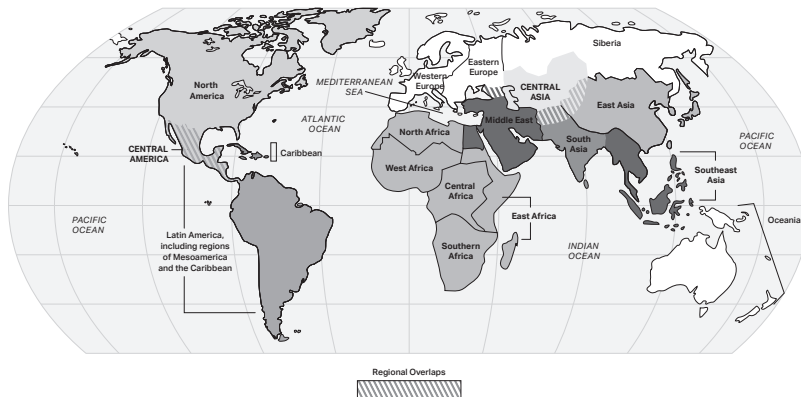 Siberia
Eastern
Europe
Western
Europe
North
America
MEDITERRANEAN
SEA
CENTRAL
ASIA
East Asia
ATLANTIC
OCEAN
Middle East
North Africa
PACIFIC
OCEAN
CENTRAL
AMERICA
Caribbean
South
Asia
West Africa
Southeast
Asia
Central
Africa
PACIFIC
OCEAN
East Africa
Oceania
Latin America,
including regions
of Mesoamerica
and the Caribbean
Southern
Africa
INDIAN
OCEAN
Regional Overlaps